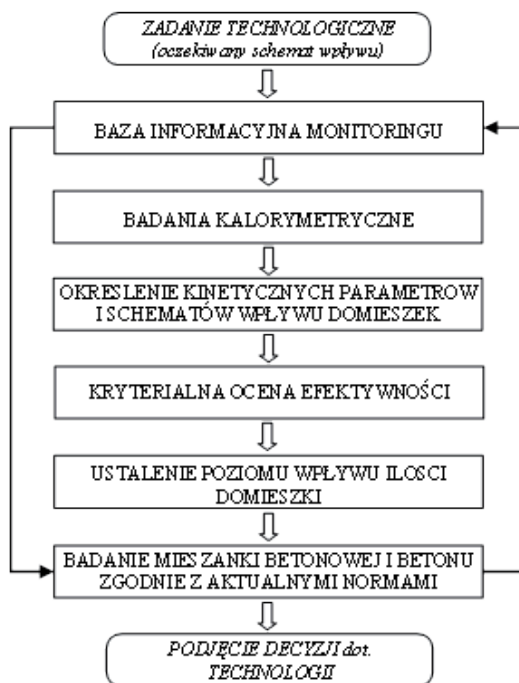 ZADANIE TECHNOLOGICZNE
(oczekiwany schemat wpływu)
BAZA INFORMACYJNA MONITORINGU
BADANIA KALORYMETRYCZNE
OKRESLENIE KINETYCZNYCH PARAMETROW
I SCHEMATÓW WPŁYWU DOMIESZEK
KRYTERIALNA OCENA EFEKTYWNOŚCI
USTALENIE POZIOMU WPŁYWU ILOSCI
DOMIESZKI
BADANIE MIESZANKI BETONOWEJ I BETONU
ZGODNIE Z AKTUALNYMI NORMAMI
PODJĘCIE DECYZJI dot.
TECHNOLOGII